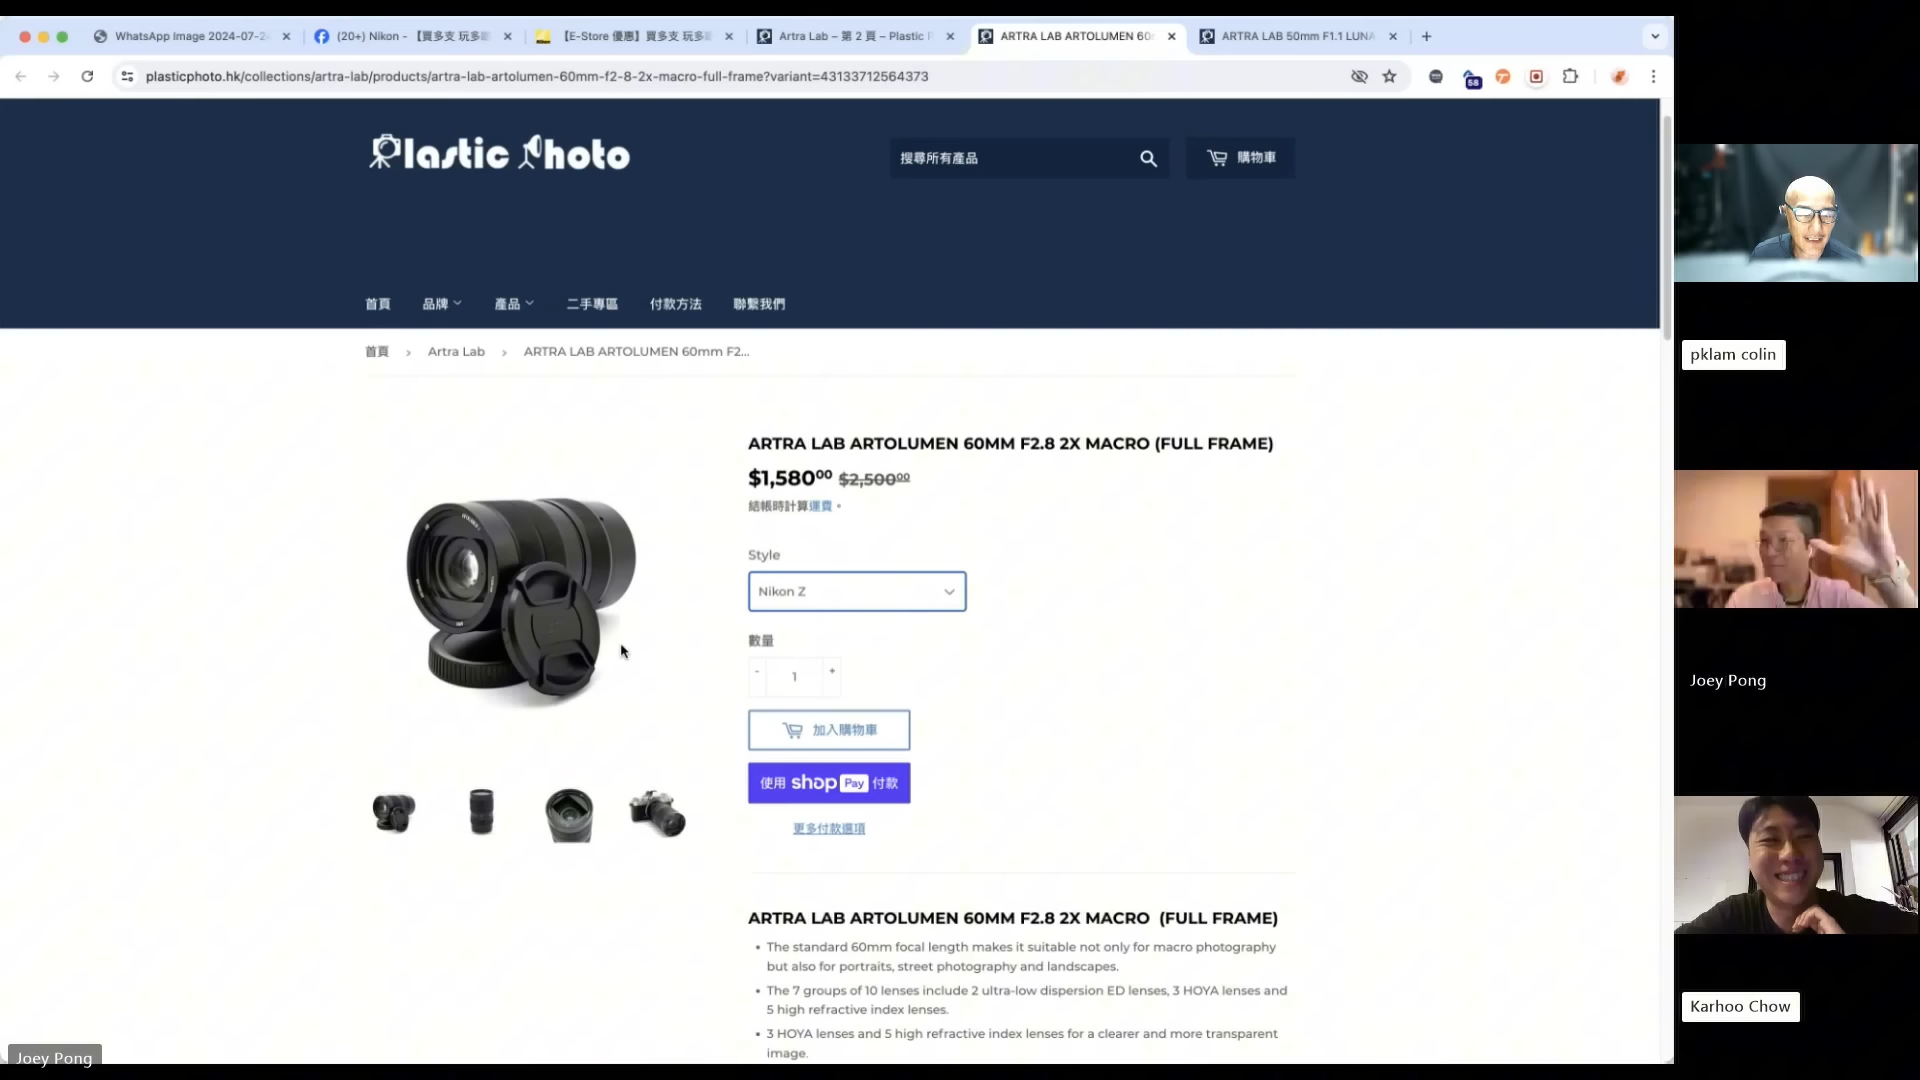 WhatsApp Image 2024-07-2
(20+) Nikon - 【買多支 玩多
【E-Store 優惠】買多支 玩多
Artra Lab – 第 2 頁 – Plastic P
ARTRA LAB ARTOLUMEN 60
ARTRA LAB 50mm F1.1 LUNA
plasticphoto.hk/collections/artra-lab/products/artra-lab-artolumen-60mm-f2-8-2x-macro-full-frame?variant=43133712564373
58
Plastic Photo
搜尋所有產品
購物車
首頁
品牌
產品
二手專區
付款方法
聯繫我們
首頁 › Artra Lab › ARTRA LAB ARTOLUMEN 60mm F2...
ARTRA LAB ARTOLUMEN 60MM F2.8 2X MACRO (FULL FRAME)
$1,580⁰⁰ $2,500⁰⁰
結帳時計算運費。
Style
Nikon Z
數量
- 1 +
加入購物車
使用 shop Pay 付款
更多付款選項
ARTRA LAB ARTOLUMEN 60MM F2.8 2X MACRO (FULL FRAME)
• The standard 60mm focal length makes it suitable not only for macro photography
but also for portraits, street photography and landscapes.
• The 7 groups of 10 lenses include 2 ultra-low dispersion ED lenses, 3 HOYA lenses and
5 high refractive index lenses.
• 3 HOYA lenses and 5 high refractive index lenses for a clearer and more transparent
image.
Joey Pong
pklam colin
Joey Pong
Karhoo Chow